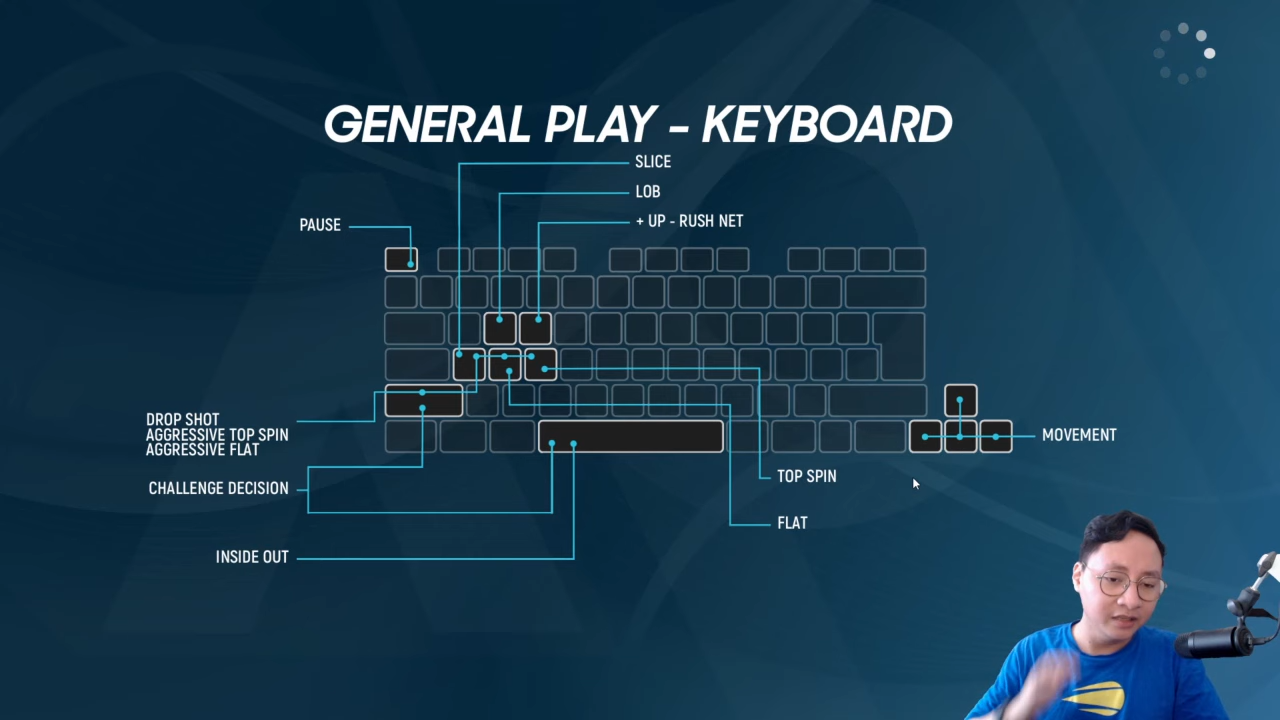 GENERAL PLAY - KEYBOARD
SLICE
LOB
+ UP - RUSH NET
PAUSE
DROP SHOT
AGGRESSIVE TOP SPIN
AGGRESSIVE FLAT
MOVEMENT
CHALLENGE DECISION
TOP SPIN
FLAT
INSIDE OUT